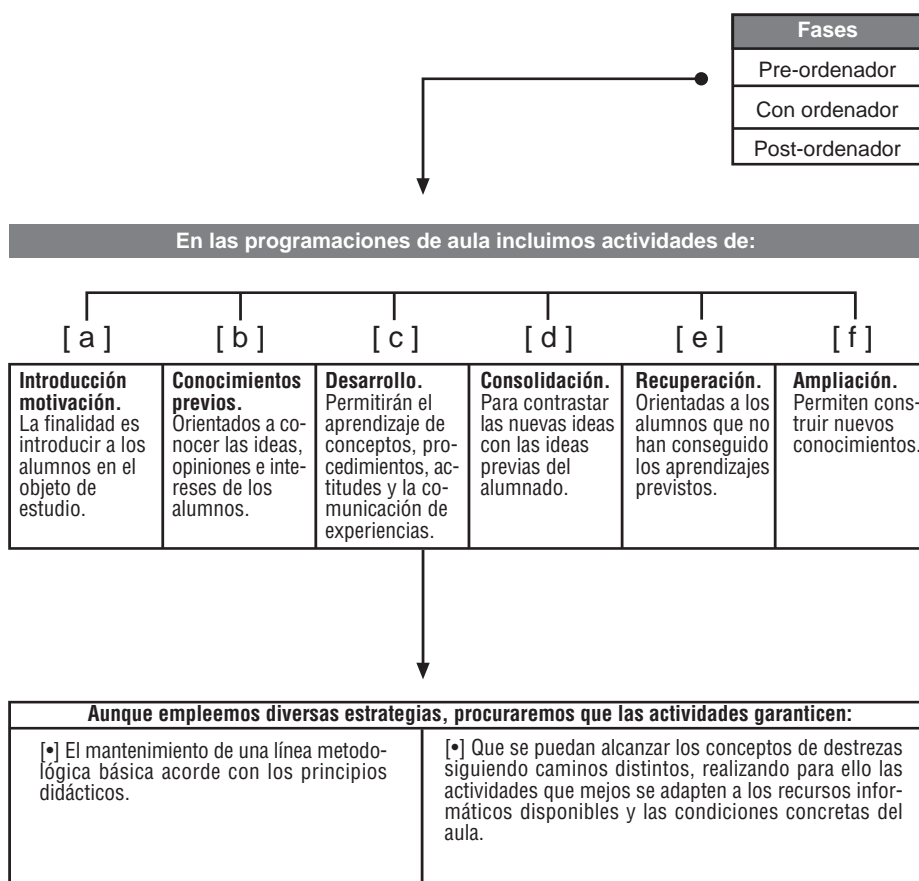 Fases
Pre-ordenador
Con ordenador
Post-ordenador
En las programaciones de aula incluimos actividades de:
[ a ]
[ b ]
[ c ]
[ d ]
[ e ]
[ f ]
Introducción
motivación.
La finalidad es
introducir a los
alumnos en el
objeto de
estudio.
Conocimientos
previos.
Orientados a co-
nocer las ideas,
opiniones e inte-
reses de los
alumnos.
Desarrollo.
Permitirán el
aprendizaje de
conceptos, pro-
cedimientos, ac-
titudes y la co-
municación de
experiencias.
Consolidación.
Para contrastar
las nuevas ideas
con las ideas
previas del
alumnado.
Recuperación.
Orientadas a los
alumnos que no
han conseguido
los aprendizajes
previstos.
Ampliación.
Permiten cons-
truir nuevos
conocimientos.
Aunque empleemos diversas estrategias, procuraremos que las actividades garanticen:
[•] El mantenimiento de una línea metodo-
lógica básica acorde con los principios
didácticos.
[•] Que se puedan alcanzar los conceptos de destrezas
siguiendo caminos distintos, realizando para ello las
actividades que mejos se adapten a los recursos infor-
máticos disponibles y las condiciones concretas del
aula.